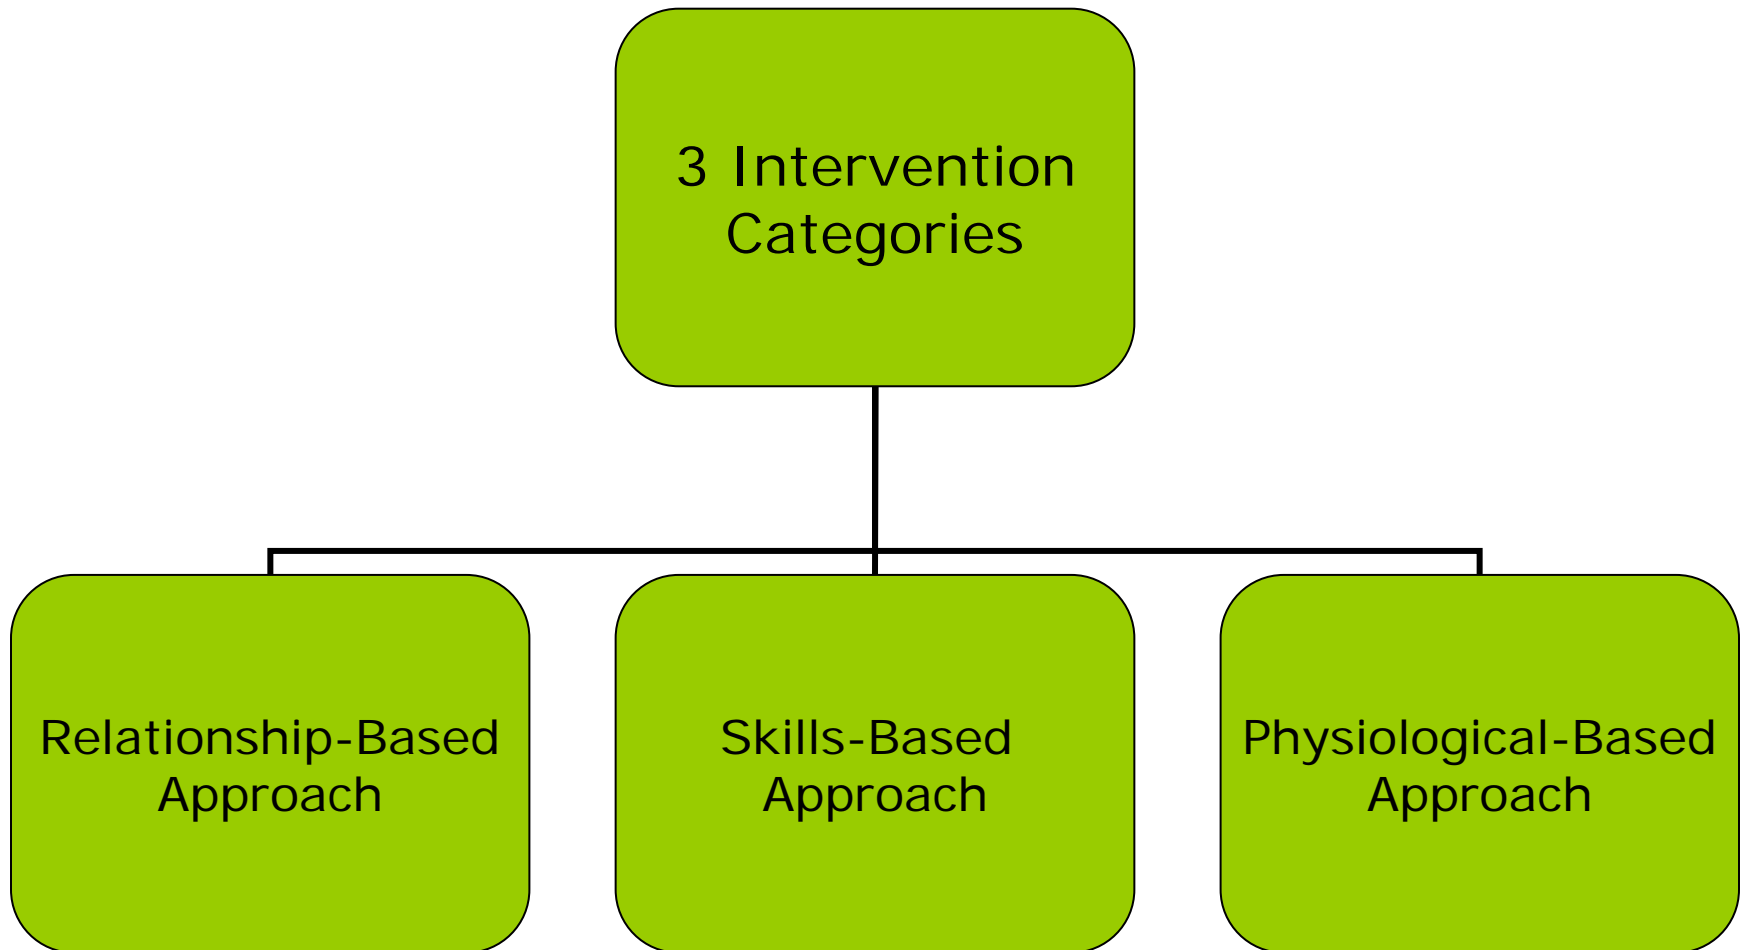 3 Intervention
Categories
Relationship-Based
Approach
Skills-Based
Approach
Physiological-Based
Approach